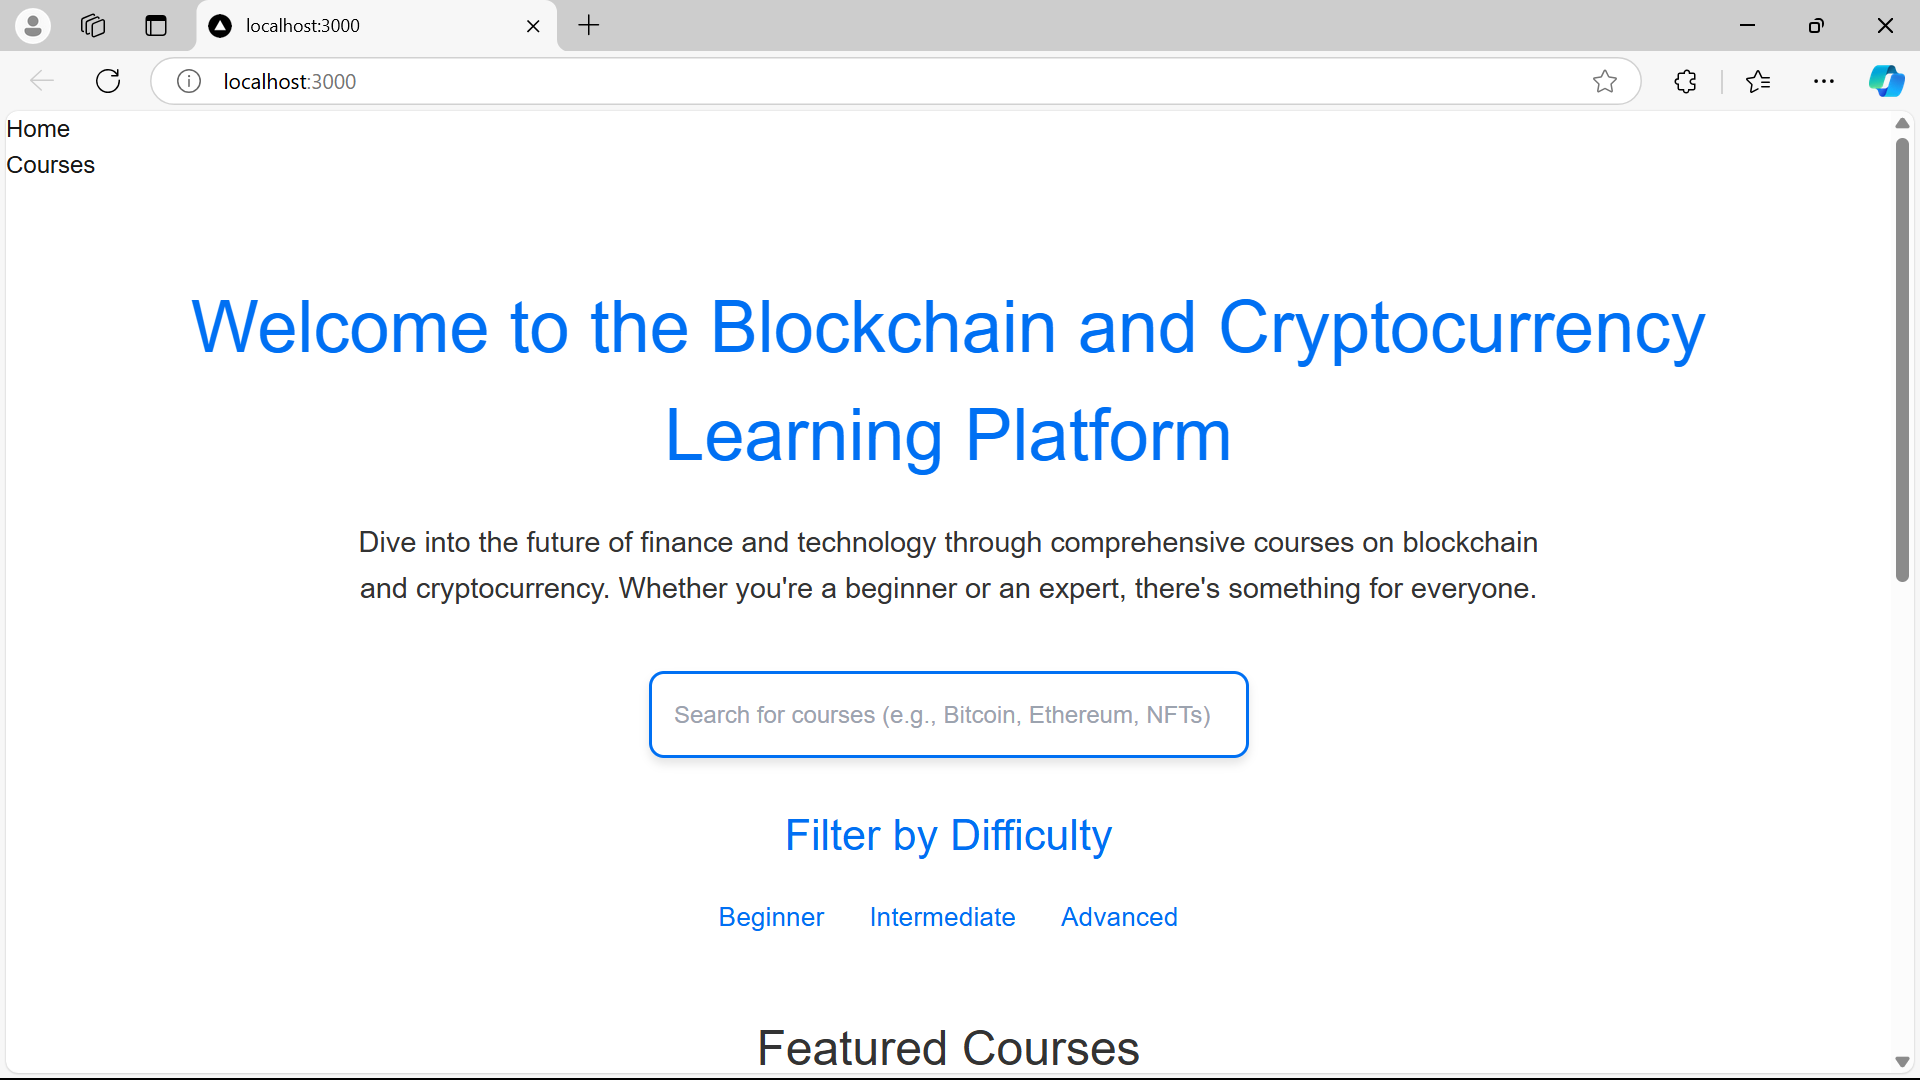 localhost:3000
localhost:3000
Home
Courses
Welcome to the Blockchain and Cryptocurrency
Learning Platform
Dive into the future of finance and technology through comprehensive courses on blockchain
and cryptocurrency. Whether you're a beginner or an expert, there's something for everyone.
Search for courses (e.g., Bitcoin, Ethereum, NFTs)
Filter by Difficulty
Beginner Intermediate Advanced
Featured Courses